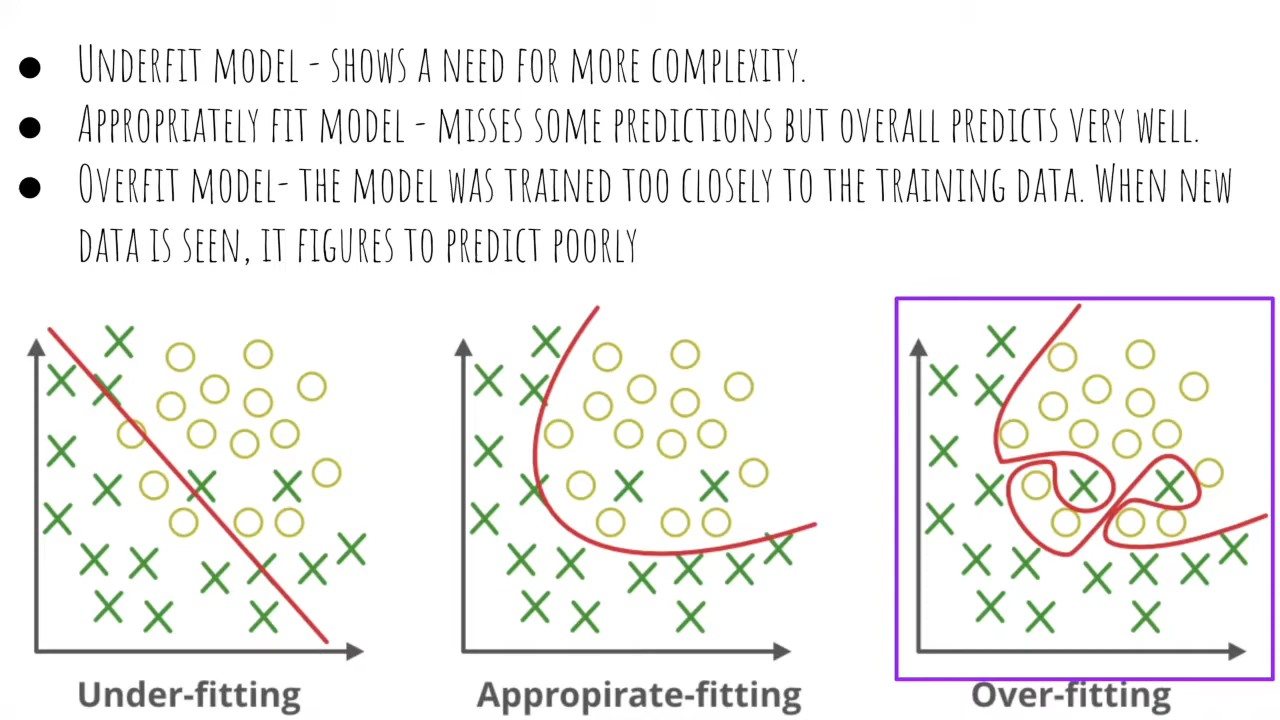 ● Underfit model - shows a need for more complexity.
● Appropriately fit model - misses some predictions but overall predicts very well.
● Overfit model- the model was trained too closely to the training data. When new
data is seen, it figures to predict poorly
Under-fitting
Appropirate-fitting
Over-fitting